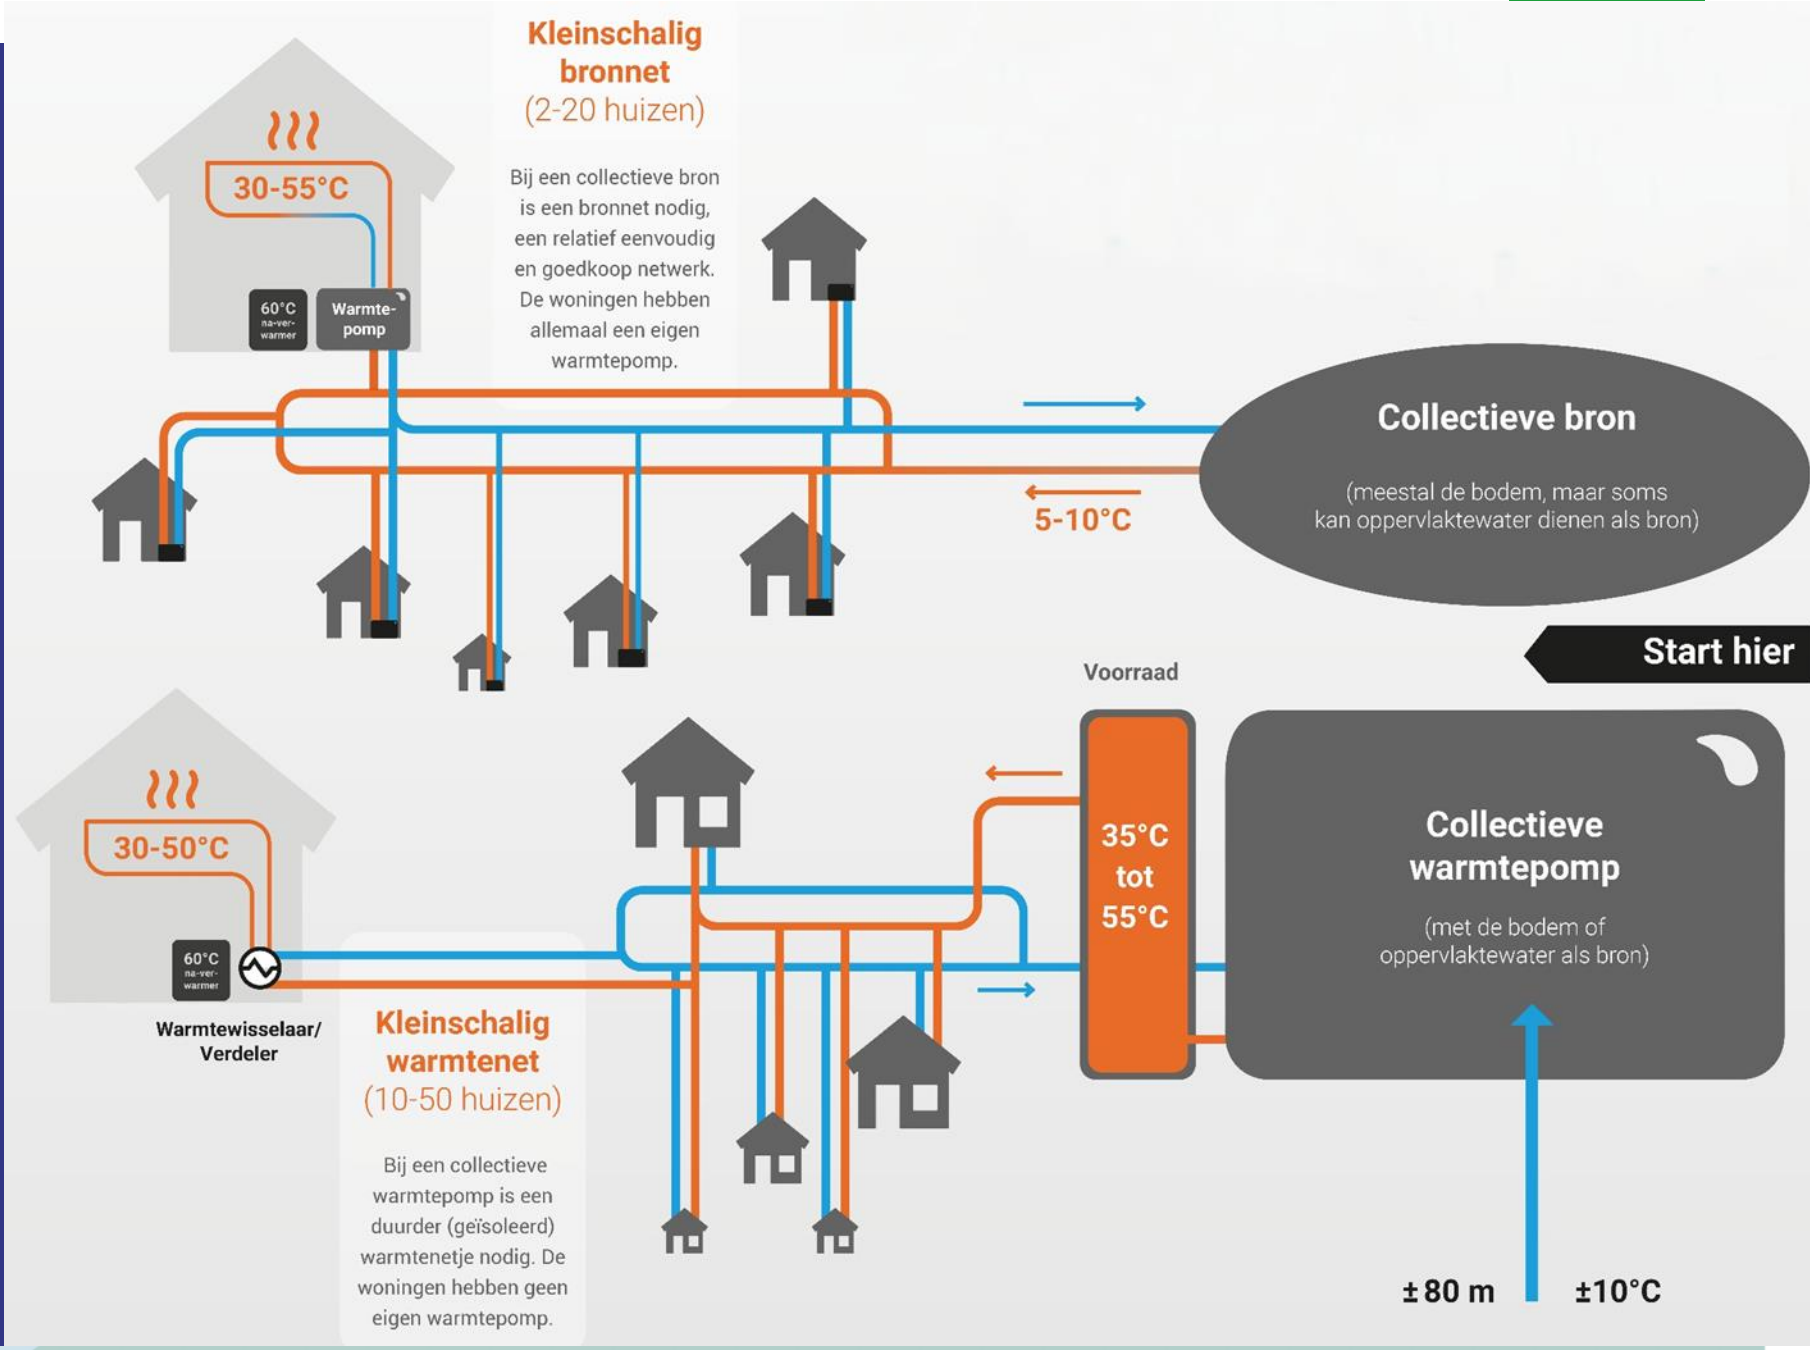 Kleinschalig
bronnet
(2-20 huizen)
Bij een collectieve bron
is een bronnet nodig,
een relatief eenvoudig
en goedkoop netwerk.
De woningen hebben
allemaal een eigen
warmtepomp.
30-55°C
60°C
na-ver-
warmer
Warmte-
pomp
5-10°C
Collectieve bron
(meestal de bodem, maar soms
kan oppervlaktewater dienen als bron)
Start hier
Voorraad
35°C
tot
55°C
Collectieve
warmtepomp
(met de bodem of
oppervlaktewater als bron)
30-50°C
60°C
na-ver-
warmer
Warmtewisselaar/
Verdeler
Kleinschalig
warmtenet
(10-50 huizen)
Bij een collectieve
warmtepomp is een
duurder (geïsoleerd)
warmtenetje nodig. De
woningen hebben geen
eigen warmtepomp.
±80 m
±10°C